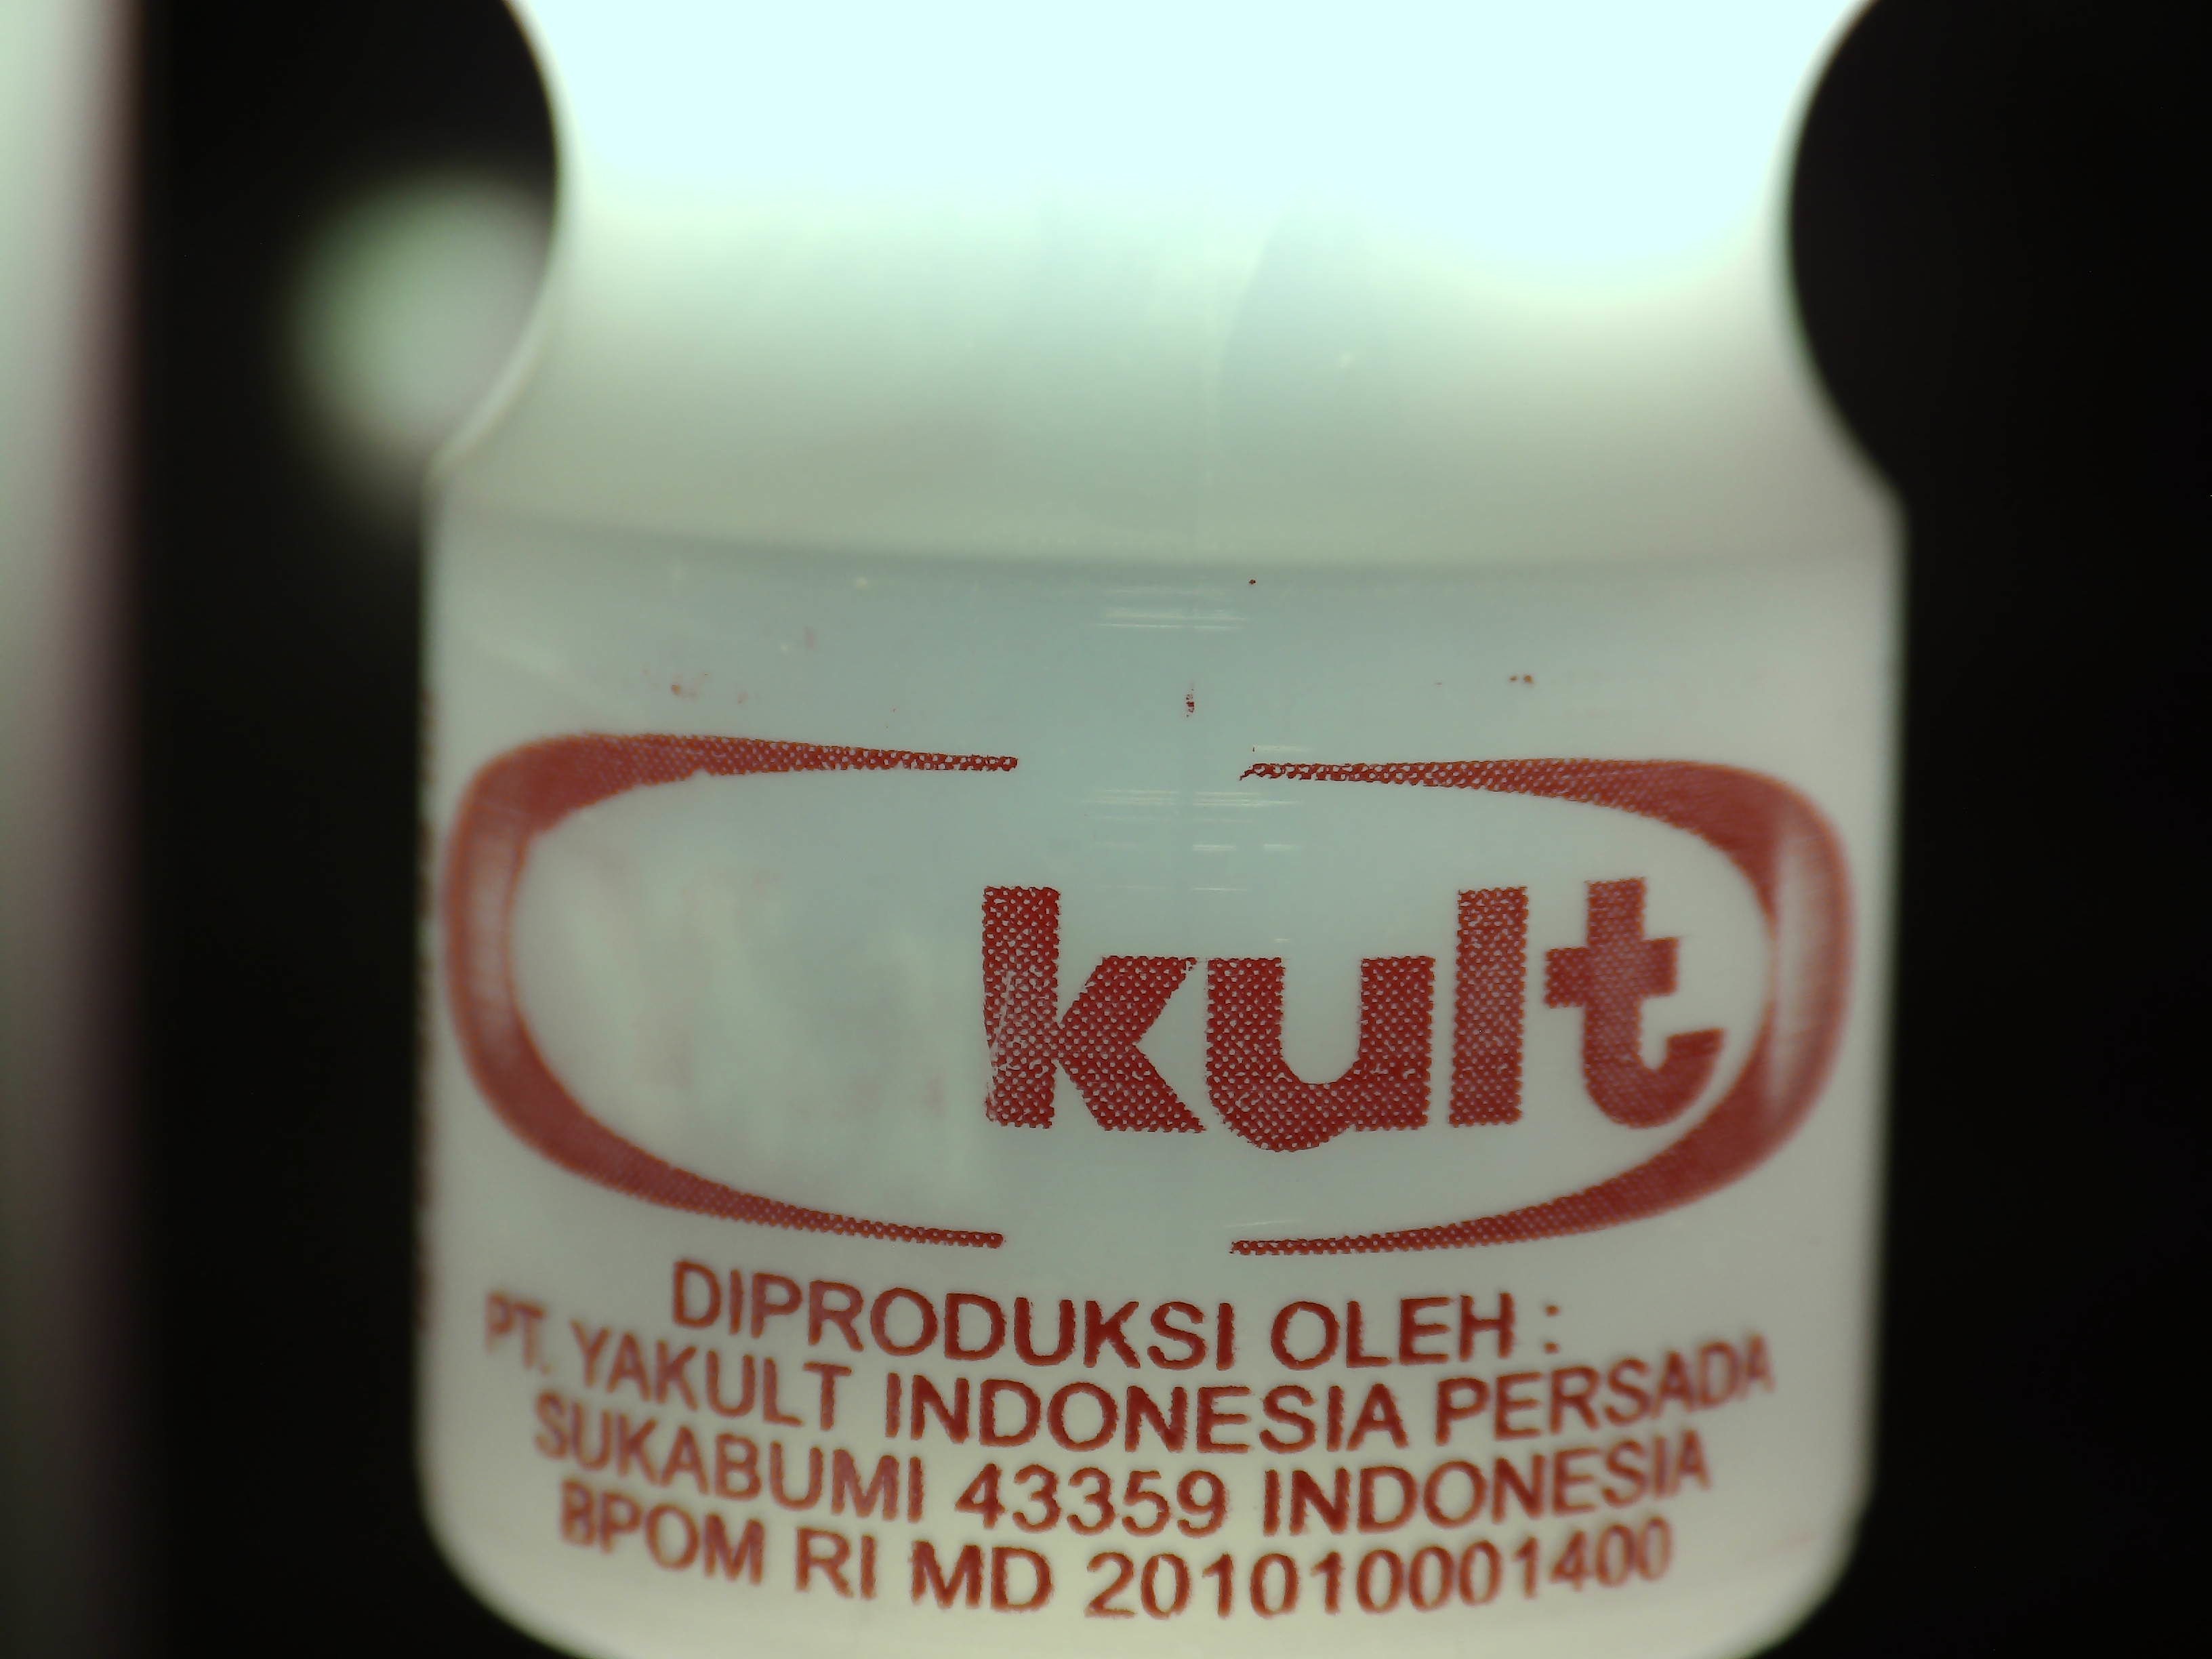 kult
DIPRODUKSI OLEH :
PT. YAKULT INDONESIA PERSADA
SUKABUMI 43359 INDONESIA
BPOM RI MD 201010001400